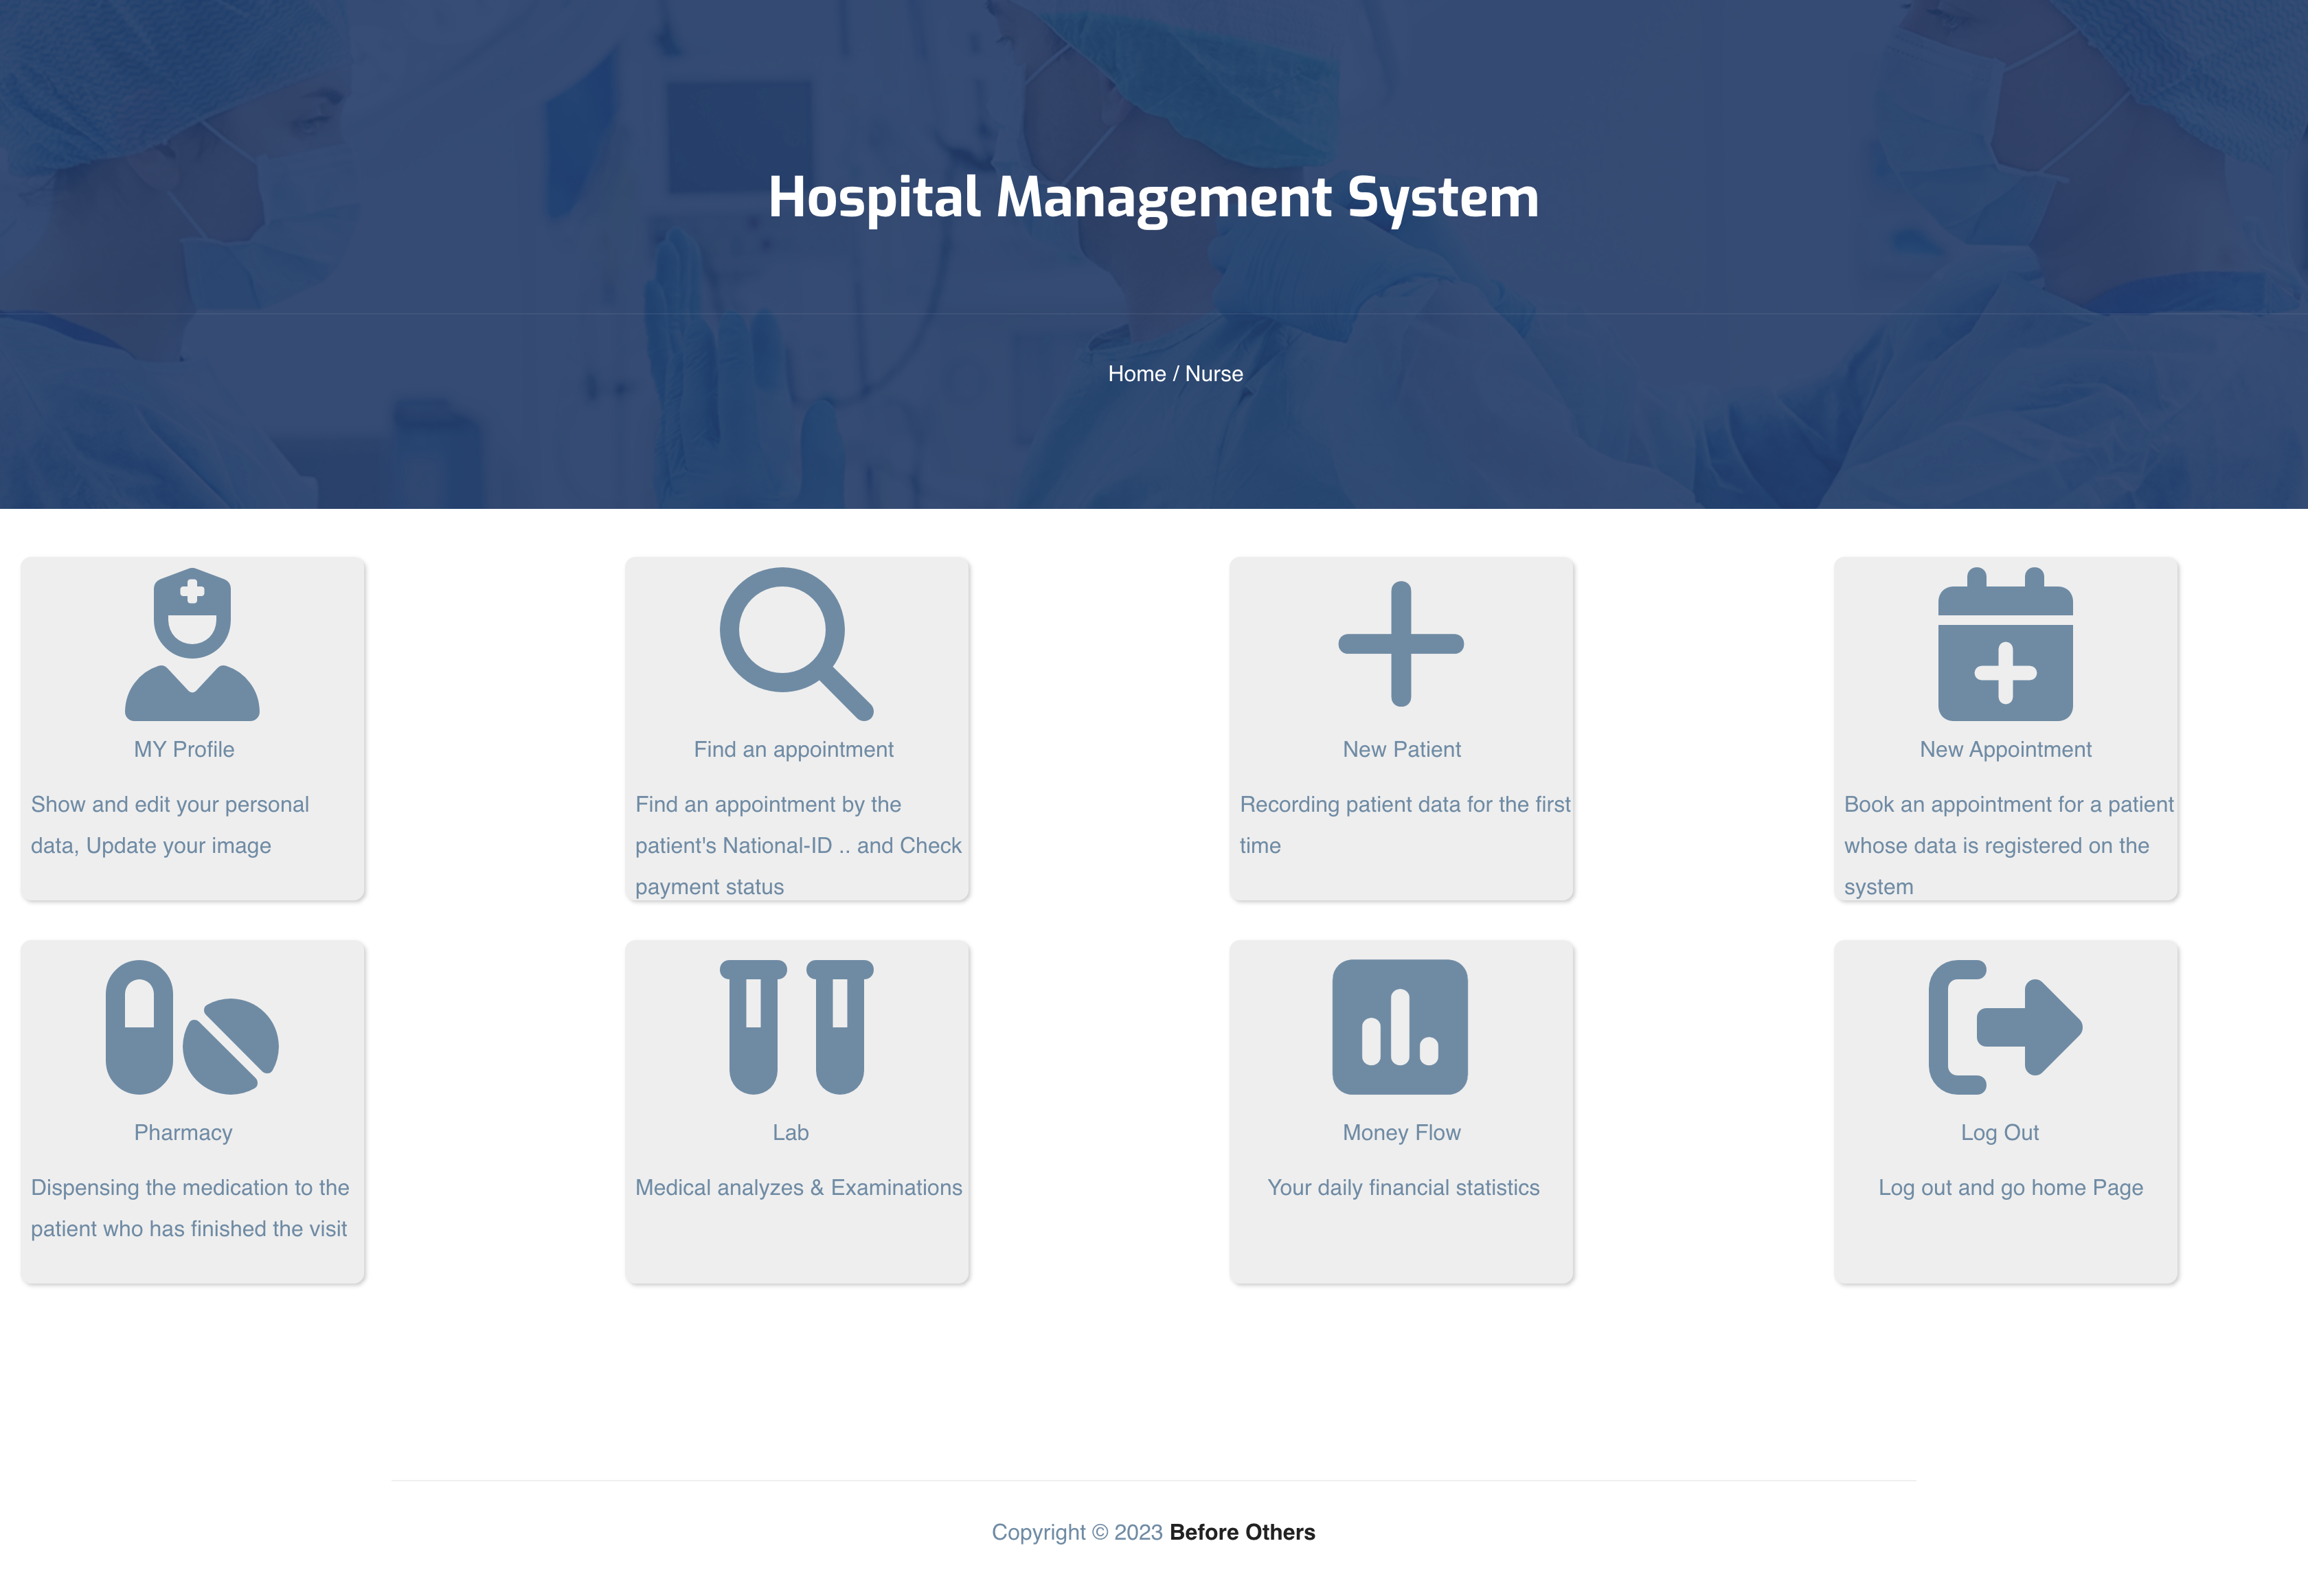 Hospital Management System
Home / Nurse
MY Profile
Show and edit your personal
data, Update your image
Find an appointment
Find an appointment by the
patient's National-ID .. and Check
payment status
New Patient
Recording patient data for the first
time
New Appointment
Book an appointment for a patient
whose data is registered on the
system
Pharmacy
Dispensing the medication to the
patient who has finished the visit
Lab
Medical analyzes & Examinations
Money Flow
Your daily financial statistics
Log Out
Log out and go home Page
Copyright © 2023 Before Others